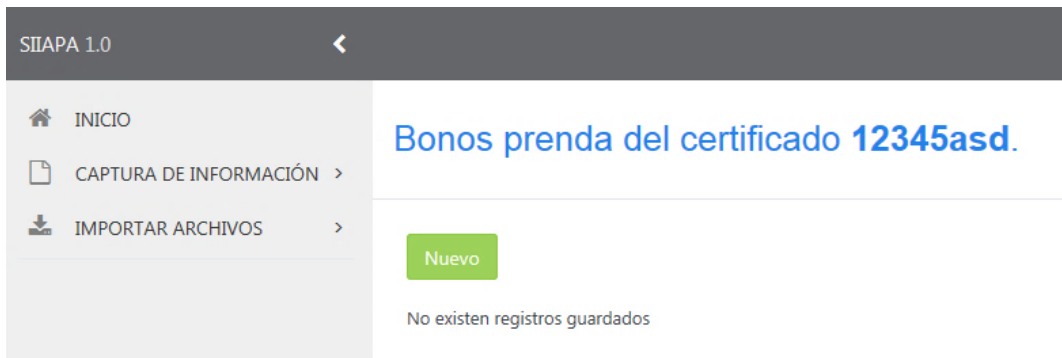 SIIAPA 1.0
INICIO
CAPTURA DE INFORMACIÓN
IMPORTAR ARCHIVOS
Bonos prenda del certificado 12345asd.
Nuevo
No existen registros guardados